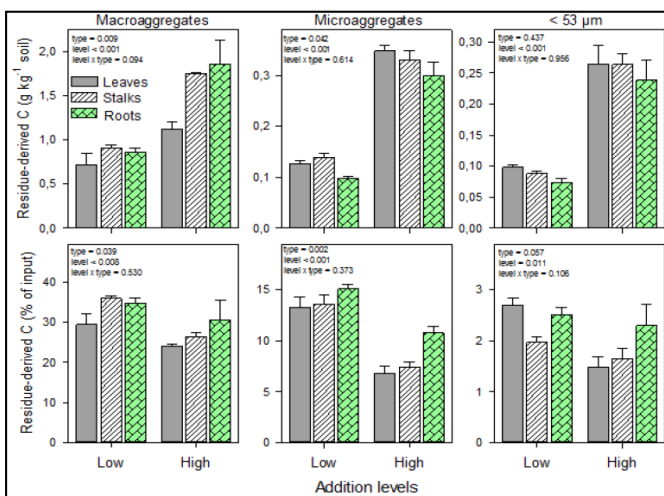 Macroaggregates
Microaggregates
< 53 µm
Residue-derived C (g kg⁻¹ soil)
2,0
1,5
1,0
0,5
0,0
type = 0.009
level < 0.001
level x type = 0.094
Leaves
Stalks
Roots
0,3
0,2
0,1
0,0
type = 0.042
level < 0.001
level x type = 0.614
0,30
0,25
0,20
0,15
0,10
0,05
0,00
type = 0.437
level < 0.001
level x type = 0.956
Residue-derived C (% of input)
40
30
20
10
0
type = 0.039
level < 0.008
level x type = 0.530
15
10
5
0
type = 0.002
level < 0.001
level x type = 0.373
3
2
1
0
type = 0.057
level = 0.011
level x type = 0.106
Low
High
Low
High
Low
High
Addition levels